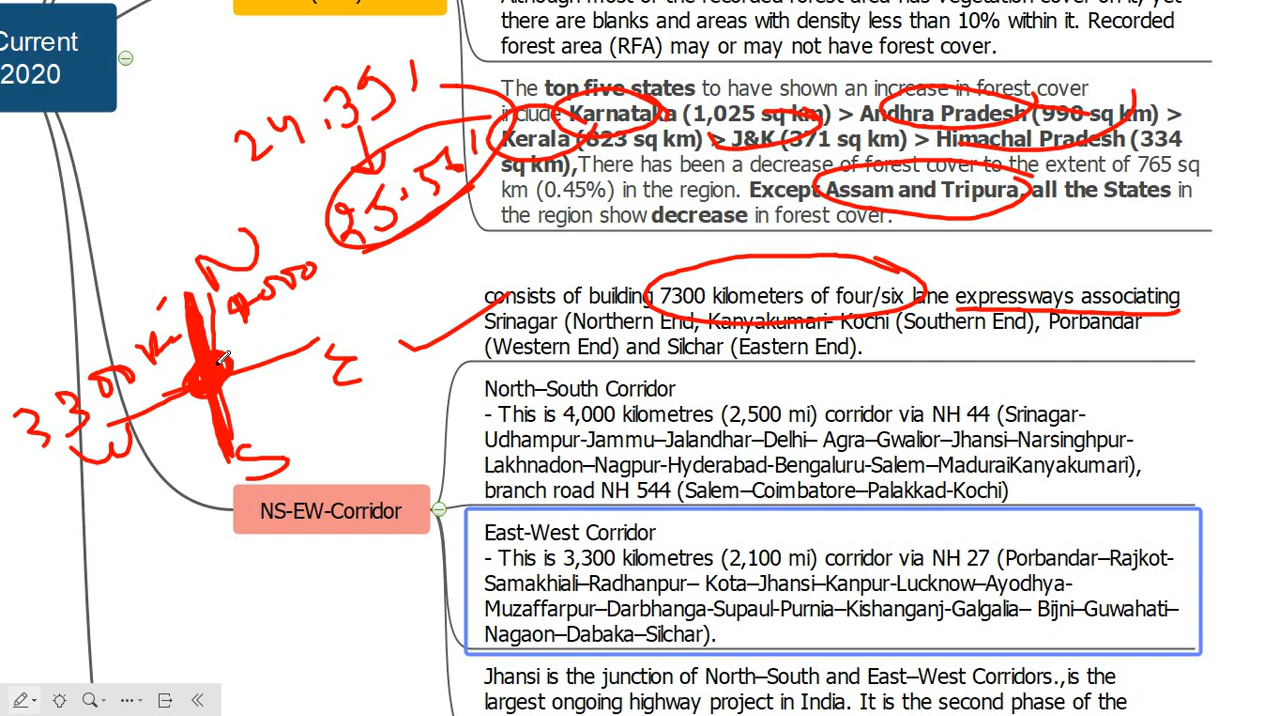 Current
2020
Although most of the recorded forest area has vegetation cover on it, yet
there are blanks and areas with density less than 10% within it. Recorded
forest area (RFA) may or may not have forest cover.
The top five states to have shown an increase in forest cover
include Karnataka (1,025 sq km) > Andhra Pradesh (990 sq km) >
Kerala (823 sq km) > J&K (371 sq km) > Himachal Pradesh (334
sq km),There has been a decrease of forest cover to the extent of 765 sq
km (0.45%) in the region. Except Assam and Tripura, all the States in
the region show decrease in forest cover.
24.39%
25.56%
N
4000
3300
W
E
S
consists of building 7300 kilometers of four/six lane expressways associating
Srinagar (Northern End, Kanyakumari- Kochi (Southern End), Porbandar
(Western End) and Silchar (Eastern End).
North–South Corridor
- This is 4,000 kilometres (2,500 mi) corridor via NH 44 (Srinagar-
Udhampur-Jammu–Jalandhar–Delhi– Agra–Gwalior–Jhansi–Narsinghpur-
Lakhnadon–Nagpur-Hyderabad-Bengaluru-Salem–MaduraiKanyakumari),
branch road NH 544 (Salem–Coimbatore–Palakkad-Kochi)
NS-EW-Corridor
East-West Corridor
- This is 3,300 kilometres (2,100 mi) corridor via NH 27 (Porbandar–Rajkot-
Samakhiali–Radhanpur– Kota–Jhansi–Kanpur-Lucknow–Ayodhya-
Muzaffarpur–Darbhanga-Supaul-Purnia–Kishanganj-Galgalia– Bijni–Guwahati–
Nagaon–Dabaka–Silchar).
Jhansi is the junction of North–South and East–West Corridors.,is the
largest ongoing highway project in India. It is the second phase of the